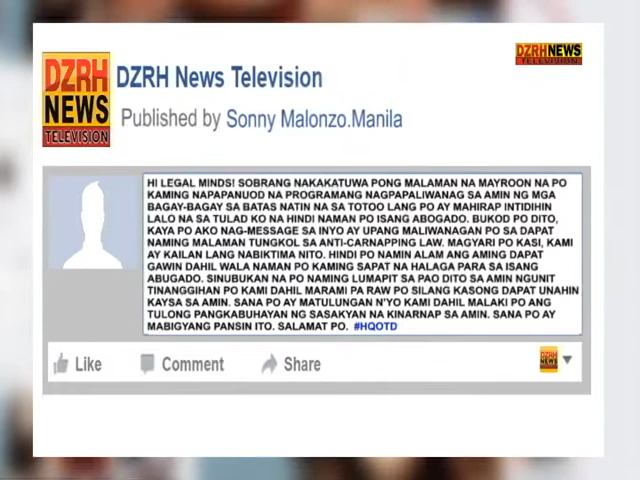 DZRH NEWS TELEVISION
DZRH NEWS TELEVISION
DZRH News Television
Published by Sonny Malonzo.Manila
HI LEGAL MINDS! SOBRANG NAKAKATUWA PONG MALAMAN NA MAYROON NA PO
KAMING NAPAPANUOD NA PROGRAMANG NAGPAPALIWANAG SA AMIN NG MGA
BAGAY-BAGAY SA BATAS NATIN NA SA TOTOO LANG PO AY MAHIRAP INTIDIHIN
LALO NA SA TULAD KO NA HINDI NAMAN PO ISANG ABOGADO. BUKOD PO DITO,
KAYA PO AKO NAG-MESSAGE SA INYO AY UPANG MALIWANAGAN PO SA DAPAT
NAMING MALAMAN TUNGKOL SA ANTI-CARNAPPING LAW. MAGYARI PO KASI, KAMI
AY KAILAN LANG NABIKTIMA NITO. HINDI PO NAMIN ALAM ANG AMING DAPAT
GAWIN DAHIL WALA NAMAN PO KAMING SAPAT NA HALAGA PARA SA ISANG
ABUGADO. SINUBUKAN NA PO NAMING LUMAPIT SA PAO DITO SA AMIN NGUNIT
TINANGGIHAN PO KAMI DAHIL MARAMI PA RAW PO SILANG KASONG DAPAT UNAHIN
KAYSA SA AMIN. SANA PO AY MATULUNGAN N'YO KAMI DAHIL MALAKI PO ANG
TULONG PANGKABUHAYAN NG SASAKYAN NA KINARNAP SA AMIN. SANA PO AY
MABIGYANG PANSIN ITO. SALAMAT PO. #HQOTD
Like Comment Share DZRH NEWS